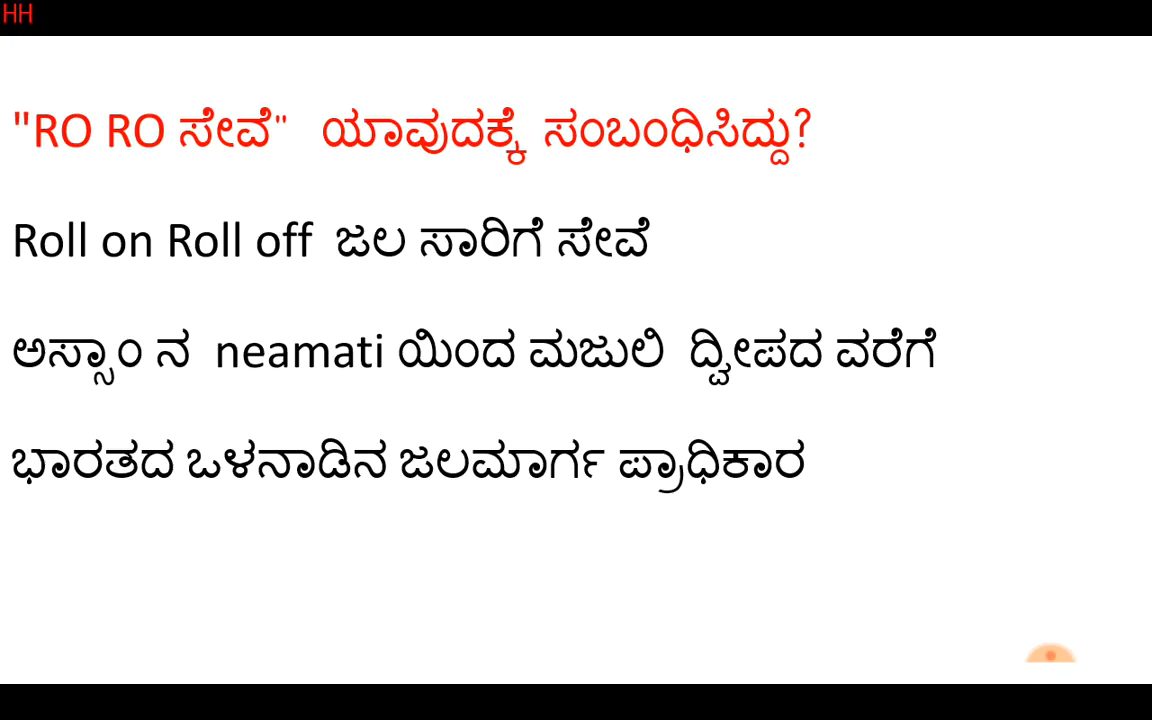 HH
"RO RO ಸೇವೆ" ಯಾವುದಕ್ಕೆ ಸಂಬಂಧಿಸಿದ್ದು?
Roll on Roll off ಜಲ ಸಾರಿಗೆ ಸೇವೆ
ಅಸ್ಸಾಂ ನ neamati ಯಿಂದ ಮಜುಲಿ ದ್ವೀಪದ ವರೆಗೆ
ಭಾರತದ ಒಳನಾಡಿನ ಜಲಮಾರ್ಗ ಪ್ರಾಧಿಕಾರ